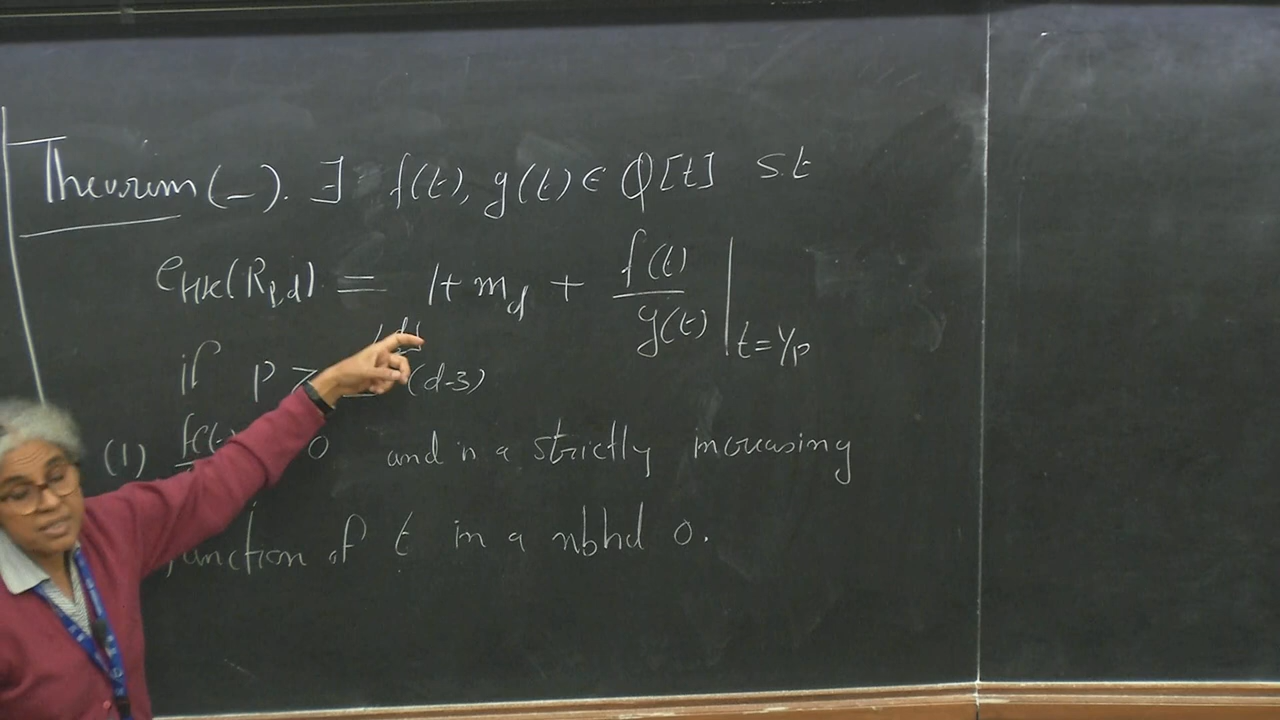 Theorem (–). ∃ f(t), g(t) ∈ Q[t] s.t
e_HK(R_{p,d}) = 1 + m_d + f(t)/g(t) |_{t=1/p}
if p > (d-3)
(1) f(t) 0 and is a strictly increasing
function of t in a nbhd 0.